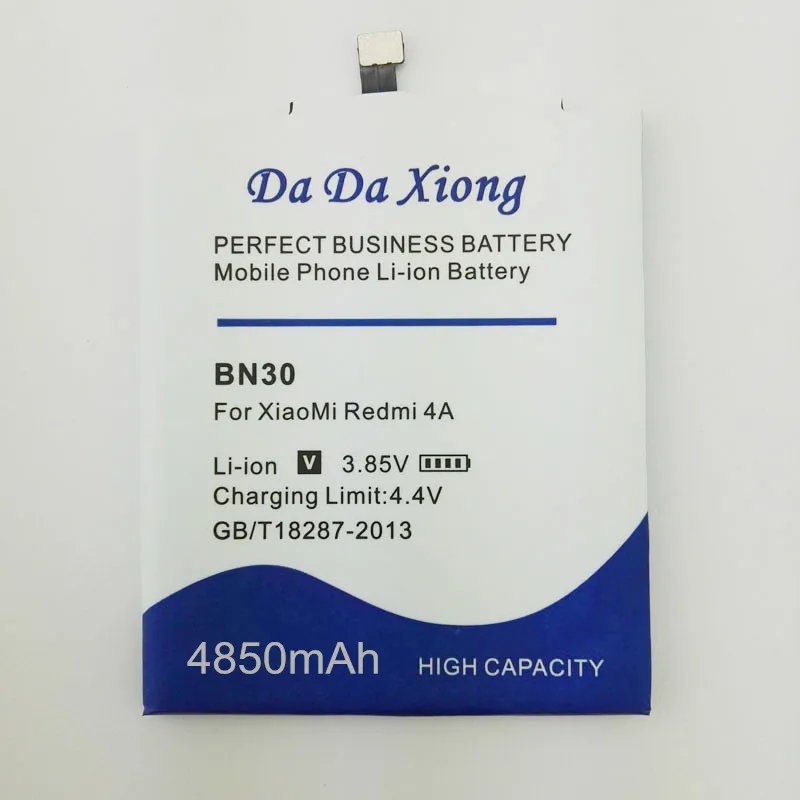 Da Da Xiong
PERFECT BUSINESS BATTERY
Mobile Phone Li-ion Battery
BN30
For XiaoMi Redmi 4A
Li-ion V 3.85V
Charging Limit:4.4V
GB/T18287-2013
4850mAh HIGH CAPACITY